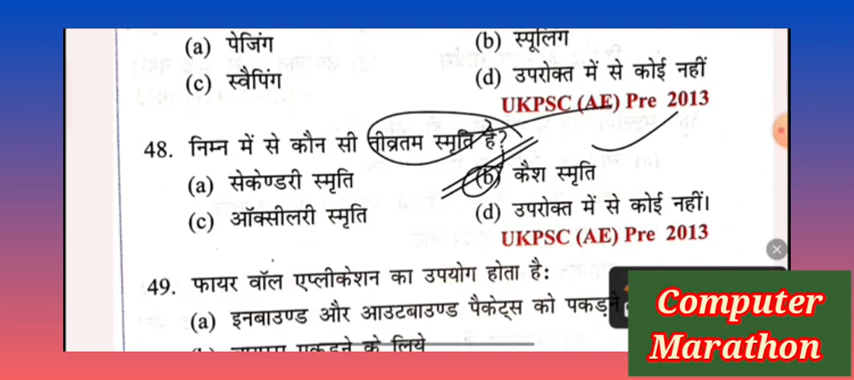 (a) पेजिंग (b) स्पूलिंग
(c) स्वैपिंग (d) उपरोक्त में से कोई नहीं
UKPSC (AE) Pre 2013
48. निम्न में से कौन सी तीव्रतम स्मृति है?
(a) सेकेण्डरी स्मृति (b) कैश स्मृति
(c) ऑक्सीलरी स्मृति (d) उपरोक्त में से कोई नहीं।
UKPSC (AE) Pre 2013
49. फायर वॉल एप्लीकेशन का उपयोग होता है:
(a) इनबाउण्ड और आउटबाउण्ड पैकेट्स को पकड़ने
पकड़ने के लिये
Computer
Marathon